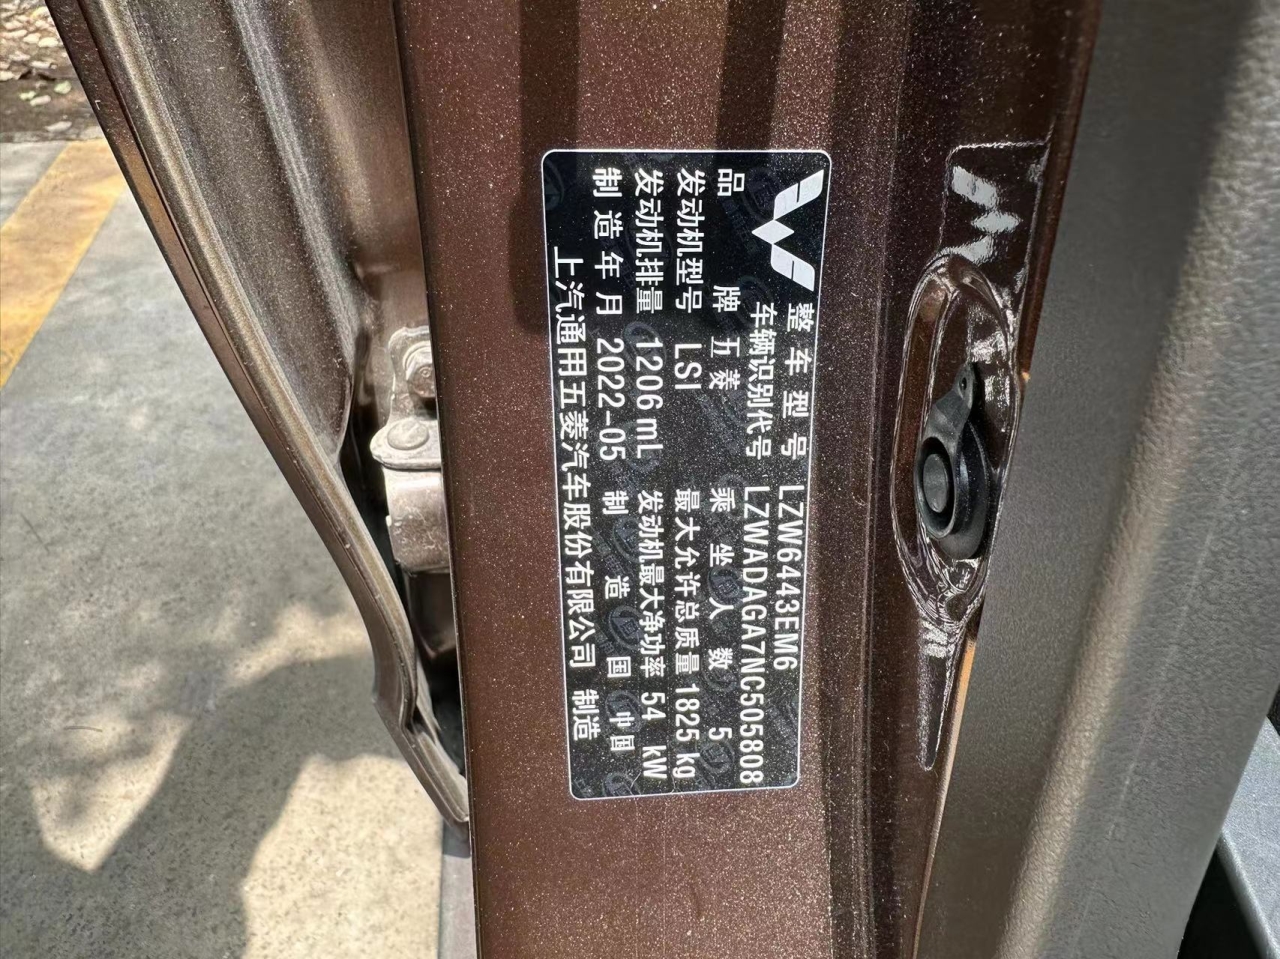 整车型号 LZW6443EM6
车辆识别代号 LZWADAGA7NC505808
品牌 五菱 乘坐人数 5
发动机型号 LSI 最大允许总质量 1825 kg
发动机排量 1206 mL 发动机最大净功率 54 kW
制造年月 2022-05 制造国 中国
上汽通用五菱汽车股份有限公司 制造